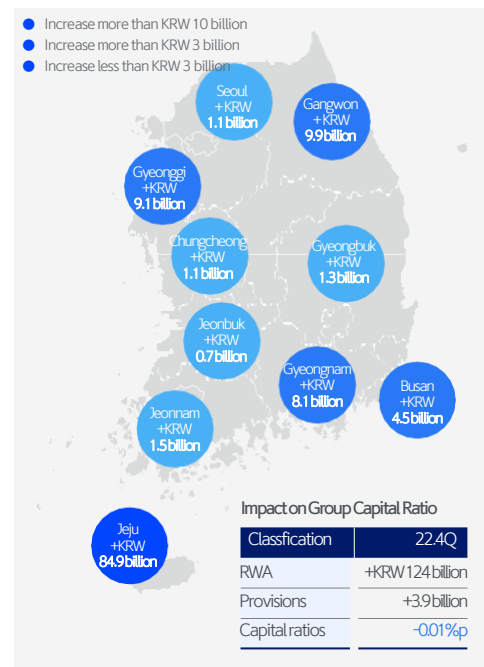 Increase more than KRW 10 billion
Increase more than KRW 3 billion
Increase less than KRW 3 billion
Seoul
+KRW
1.1 billion
Gangwon
+KRW
9.9 billion
Gyeonggi
+KRW
9.1 billion
Chungcheong
+KRW
1.1 billion
Gyeongbuk
+KRW
1.3 billion
Jeonbuk
+KRW
0.7 billion
Gyeongnam
+KRW
8.1 billion
Busan
+KRW
4.5 billion
Jeonnam
+KRW
1.5 billion
Jeju
+KRW
84.9 billion
Impact on Group Capital Ratio
Classfication 22.4Q
RWA +KRW 124 billion
Provisions +3.9 billion
Capital ratios -0.01%p